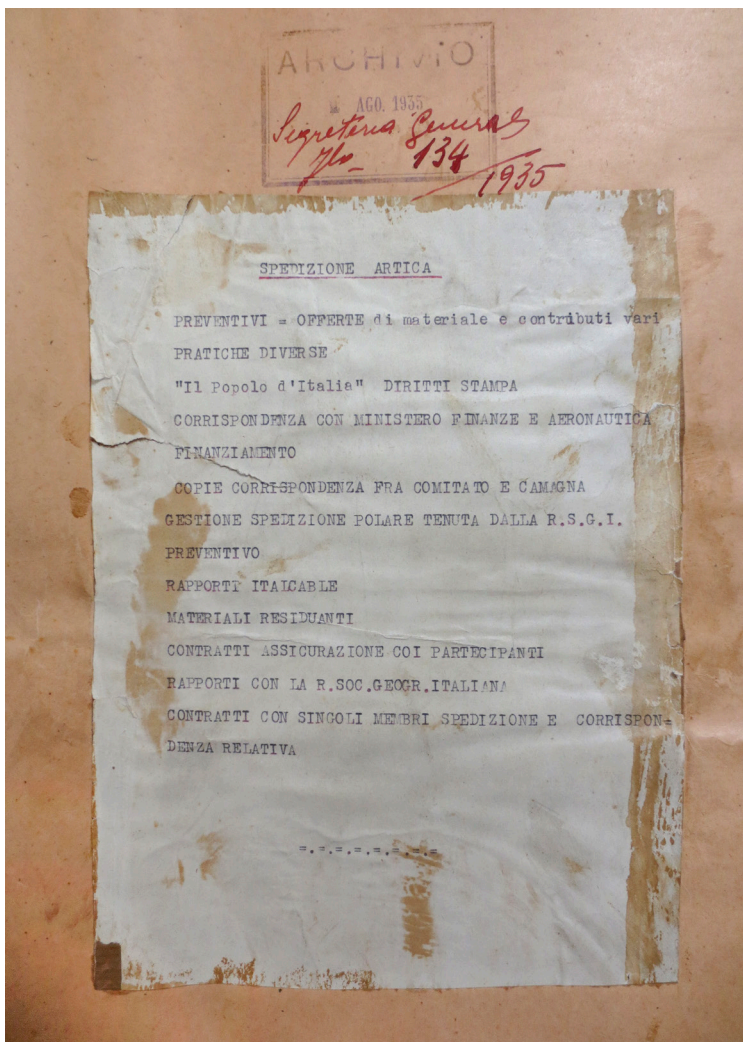 ARCHIVIO
AGO. 1935
Segreteria Generale
134
1935
SPEDIZIONE ARTICA
PREVENTIVI = OFFERTE di materiale e contributi vari
PRATICHE DIVERSE
"Il Popolo d'Italia" DIRITTI STAMPA
CORRISPONDENZA CON MINISTERO FINANZE E AERONAUTICA
FINANZIAMENTO
COPIE CORRISPONDENZA FRA COMITATO E CAMAGNA
GESTIONE SPEDIZIONE POLARE TENUTA DALLA R.S.G.I.
PREVENTIVO
RAPPORTI ITALCABLE
MATERIALI RESIDUANTI
CONTRATTI ASSICURAZIONE COI PARTECIPANTI
RAPPORTI CON LA R.SOC.GEOGR.ITALIANA
CONTRATTI CON SINGOLI MEMBRI SPEDIZIONE E CORRISPON=
DENZA RELATIVA
=.=.=.=.=.=.=.=